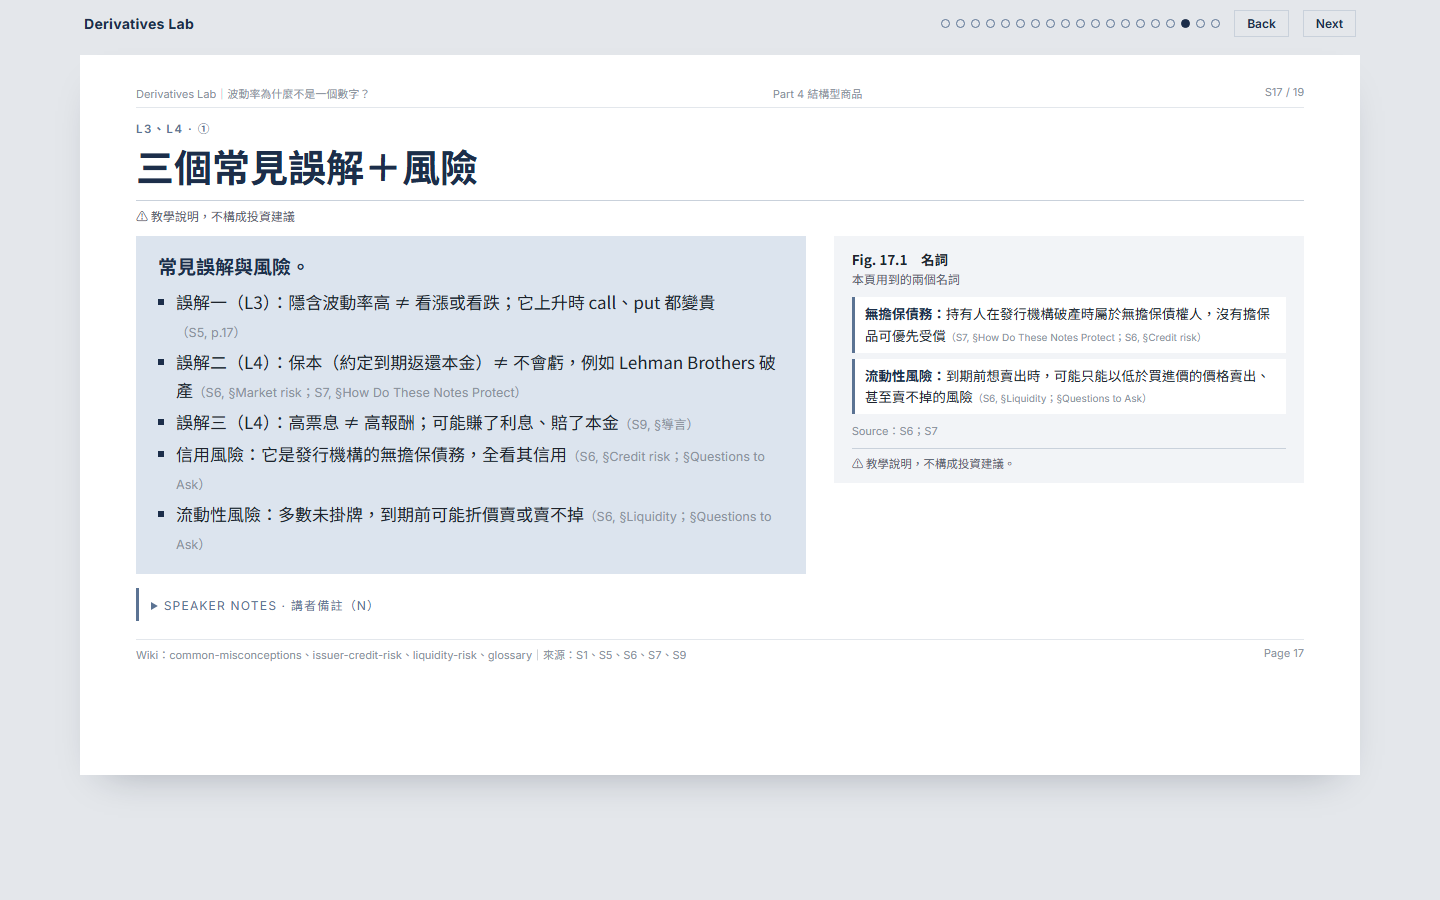 Derivatives Lab
Back
Next
Derivatives Lab | 波動率為什麼不是一個數字？
Part 4 結構型商品
S17 / 19
L3、L4 · ①
三個常見誤解＋風險
⚠ 教學說明，不構成投資建議
常見誤解與風險。
誤解一（L3）：隱含波動率高 ≠ 看漲或看跌；它上升時 call、put 都變貴
（S5, p.17）
誤解二（L4）：保本（約定到期返還本金）≠ 不會虧，例如 Lehman Brothers 破
產（S6, §Market risk；S7, §How Do These Notes Protect）
誤解三（L4）：高票息 ≠ 高報酬；可能賺了利息、賠了本金（S9, §導言）
信用風險：它是發行機構的無擔保債務，全看其信用（S6, §Credit risk；§Questions to
Ask）
流動性風險：多數未掛牌，到期前可能折價賣或賣不掉（S6, §Liquidity；§Questions to
Ask）
Fig. 17.1　名詞
本頁用到的兩個名詞
無擔保債務：持有人在發行機構破產時屬於無擔保債權人，沒有擔保
品可優先受償（S7, §How Do These Notes Protect；S6, §Credit risk）
流動性風險：到期前想賣出時，可能只能以低於買進價的價格賣出、
甚至賣不掉的風險（S6, §Liquidity；§Questions to Ask）
Source：S6；S7
⚠ 教學說明，不構成投資建議。
▶ SPEAKER NOTES · 講者備註（N）
Wiki：common-misconceptions、issuer-credit-risk、liquidity-risk、glossary | 來源：S1、S5、S6、S7、S9
Page 17